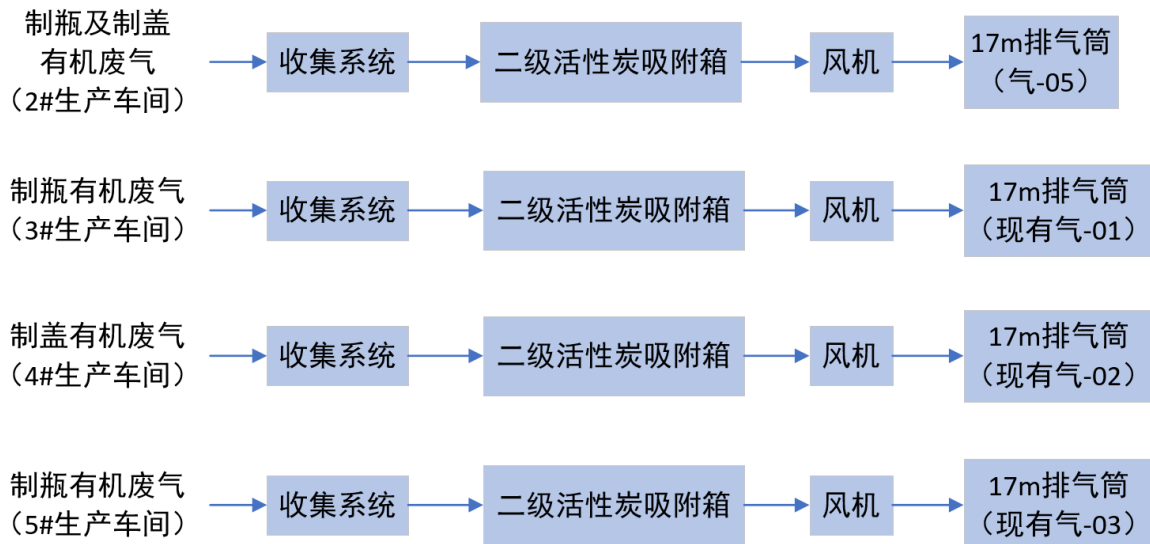 制瓶及制盖
有机废气
（2#生产车间）
收集系统
二级活性炭吸附箱
风机
17m排气筒
（气-05）
制瓶有机废气
（3#生产车间）
收集系统
二级活性炭吸附箱
风机
17m排气筒
（现有气-01）
制盖有机废气
（4#生产车间）
收集系统
二级活性炭吸附箱
风机
17m排气筒
（现有气-02）
制瓶有机废气
（5#生产车间）
收集系统
二级活性炭吸附箱
风机
17m排气筒
（现有气-03）